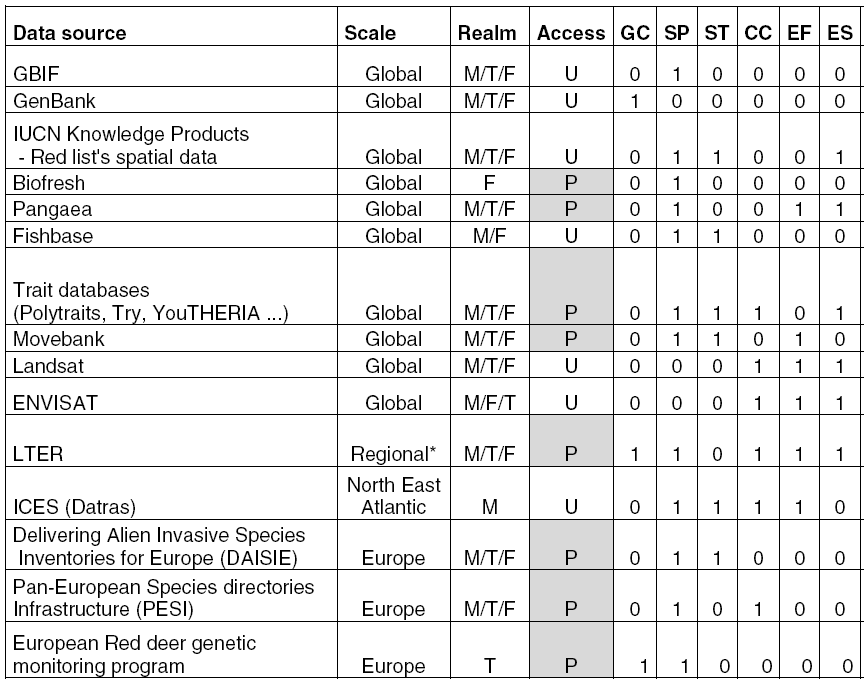 Data source Scale Realm Access GC SP ST CC EF ES
GBIF Global M/T/F U 0 1 0 0 0 0
GenBank Global M/T/F U 1 0 0 0 0 0
IUCN Knowledge Products
- Red list's spatial data Global M/T/F U 0 1 1 0 0 1
Biofresh Global F P 0 1 0 0 0 0
Pangaea Global M/T/F P 0 1 0 0 1 1
Fishbase Global M/F U 0 1 1 0 0 0
Trait databases
(Polytraits, Try, YouTHERIA ...) Global M/T/F P 0 1 1 1 0 1
Movebank Global M/T/F P 0 1 1 0 1 0
Landsat Global M/T/F U 0 0 0 1 1 1
ENVISAT Global M/F/T U 0 0 0 1 1 1
LTER Regional* M/T/F P 1 1 0 1 1 1
North East
ICES (Datras) Atlantic M U 0 1 1 1 1 0
Delivering Alien Invasive Species
Inventories for Europe (DAISIE) Europe M/T/F P 0 1 1 0 0 0
Pan-European Species directories
Infrastructure (PESI) Europe M/T/F P 0 1 0 1 0 0
European Red deer genetic
monitoring program Europe T P 1 1 0 0 0 0